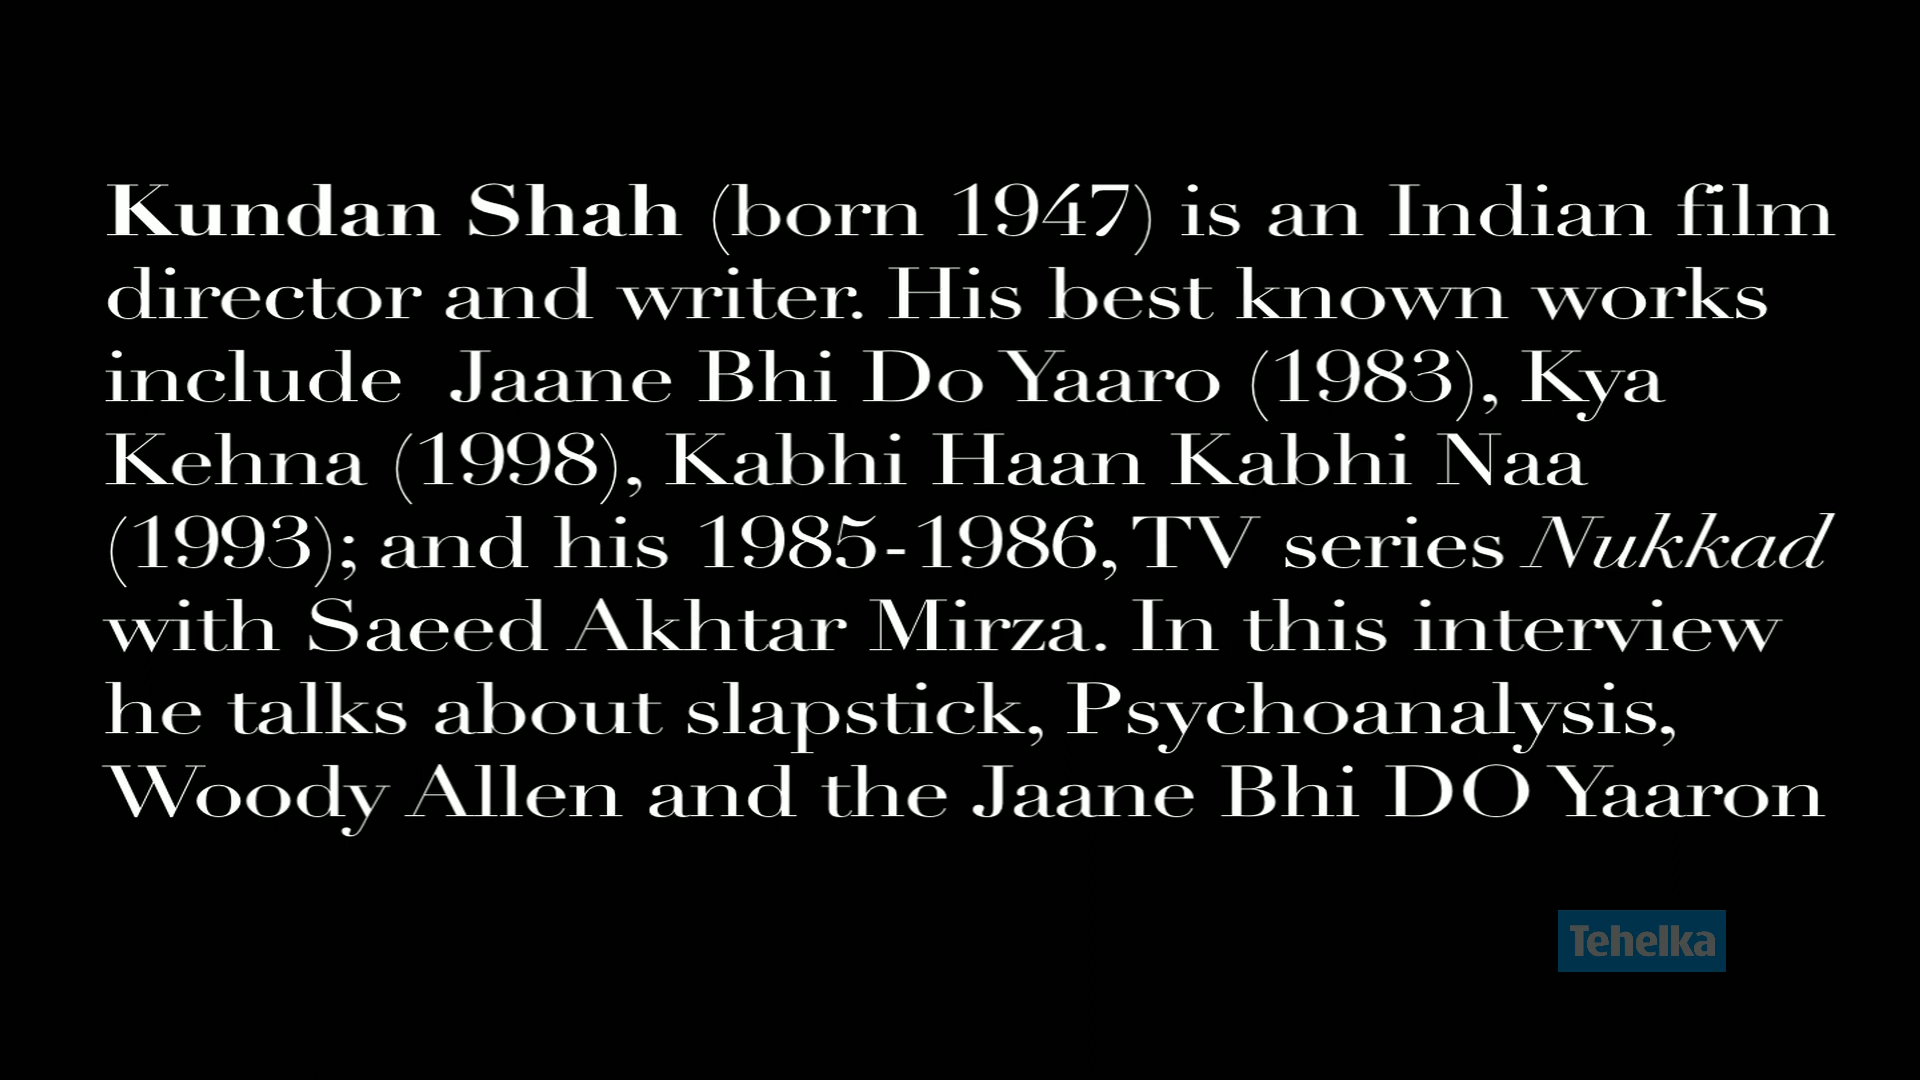 Kundan Shah (born 1947) is an Indian film
director and writer. His best known works
include  Jaane Bhi Do Yaaro (1983), Kya
Kehna (1998), Kabhi Haan Kabhi Naa
(1993); and his 1985-1986, TV series Nukkad
with Saeed Akhtar Mirza. In this interview
he talks about slapstick, Psychoanalysis,
Woody Allen and the Jaane Bhi DO Yaaron
Tehelka